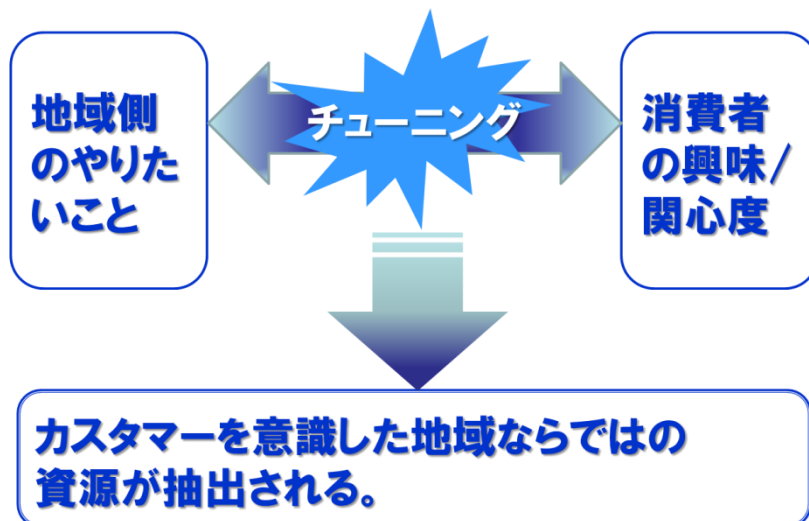 地域側
のやりた
いこと
チューニング
消費者
の興味/
関心度
カスタマーを意識した地域ならではの
資源が抽出される。